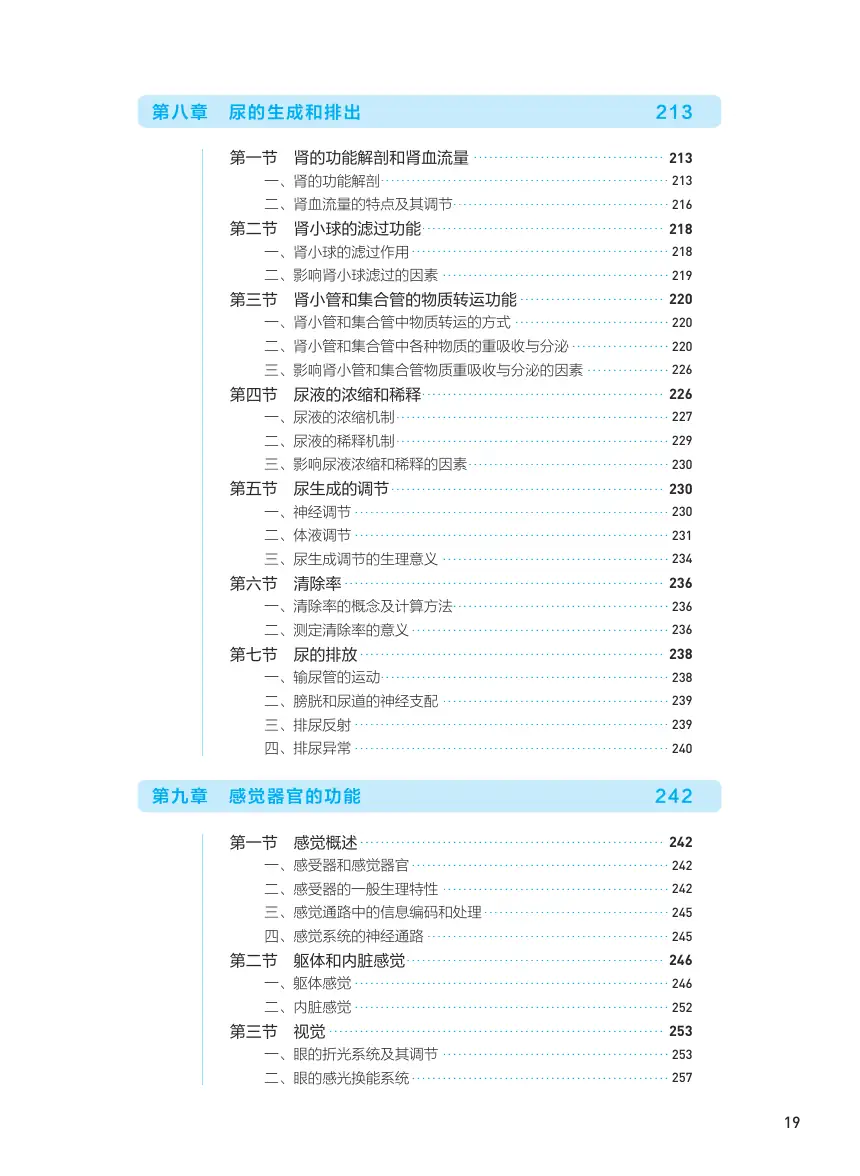 第八章 尿的生成和排出 213
第一节 肾的功能解剖和肾血流量 213
一、肾的功能解剖 213
二、肾血流量的特点及其调节 216
第二节 肾小球的滤过功能 218
一、肾小球的滤过作用 218
二、影响肾小球滤过的因素 219
第三节 肾小管和集合管的物质转运功能 220
一、肾小管和集合管中物质转运的方式 220
二、肾小管和集合管中各种物质的重吸收与分泌 220
三、影响肾小管和集合管物质重吸收与分泌的因素 226
第四节 尿液的浓缩和稀释 226
一、尿液的浓缩机制 227
二、尿液的稀释机制 229
三、影响尿液浓缩和稀释的因素 230
第五节 尿生成的调节 230
一、神经调节 230
二、体液调节 231
三、尿生成调节的生理意义 234
第六节 清除率 236
一、清除率的概念及计算方法 236
二、测定清除率的意义 236
第七节 尿的排放 238
一、输尿管的运动 238
二、膀胱和尿道的神经支配 239
三、排尿反射 239
四、排尿异常 240
第九章 感觉器官的功能 242
第一节 感觉概述 242
一、感受器和感觉器官 242
二、感受器的一般生理特性 242
三、感觉通路中的信息编码和处理 245
四、感觉系统的神经通路 245
第二节 躯体和内脏感觉 246
一、躯体感觉 246
二、内脏感觉 252
第三节 视觉 253
一、眼的折光系统及其调节 253
二、眼的感光换能系统 257
19